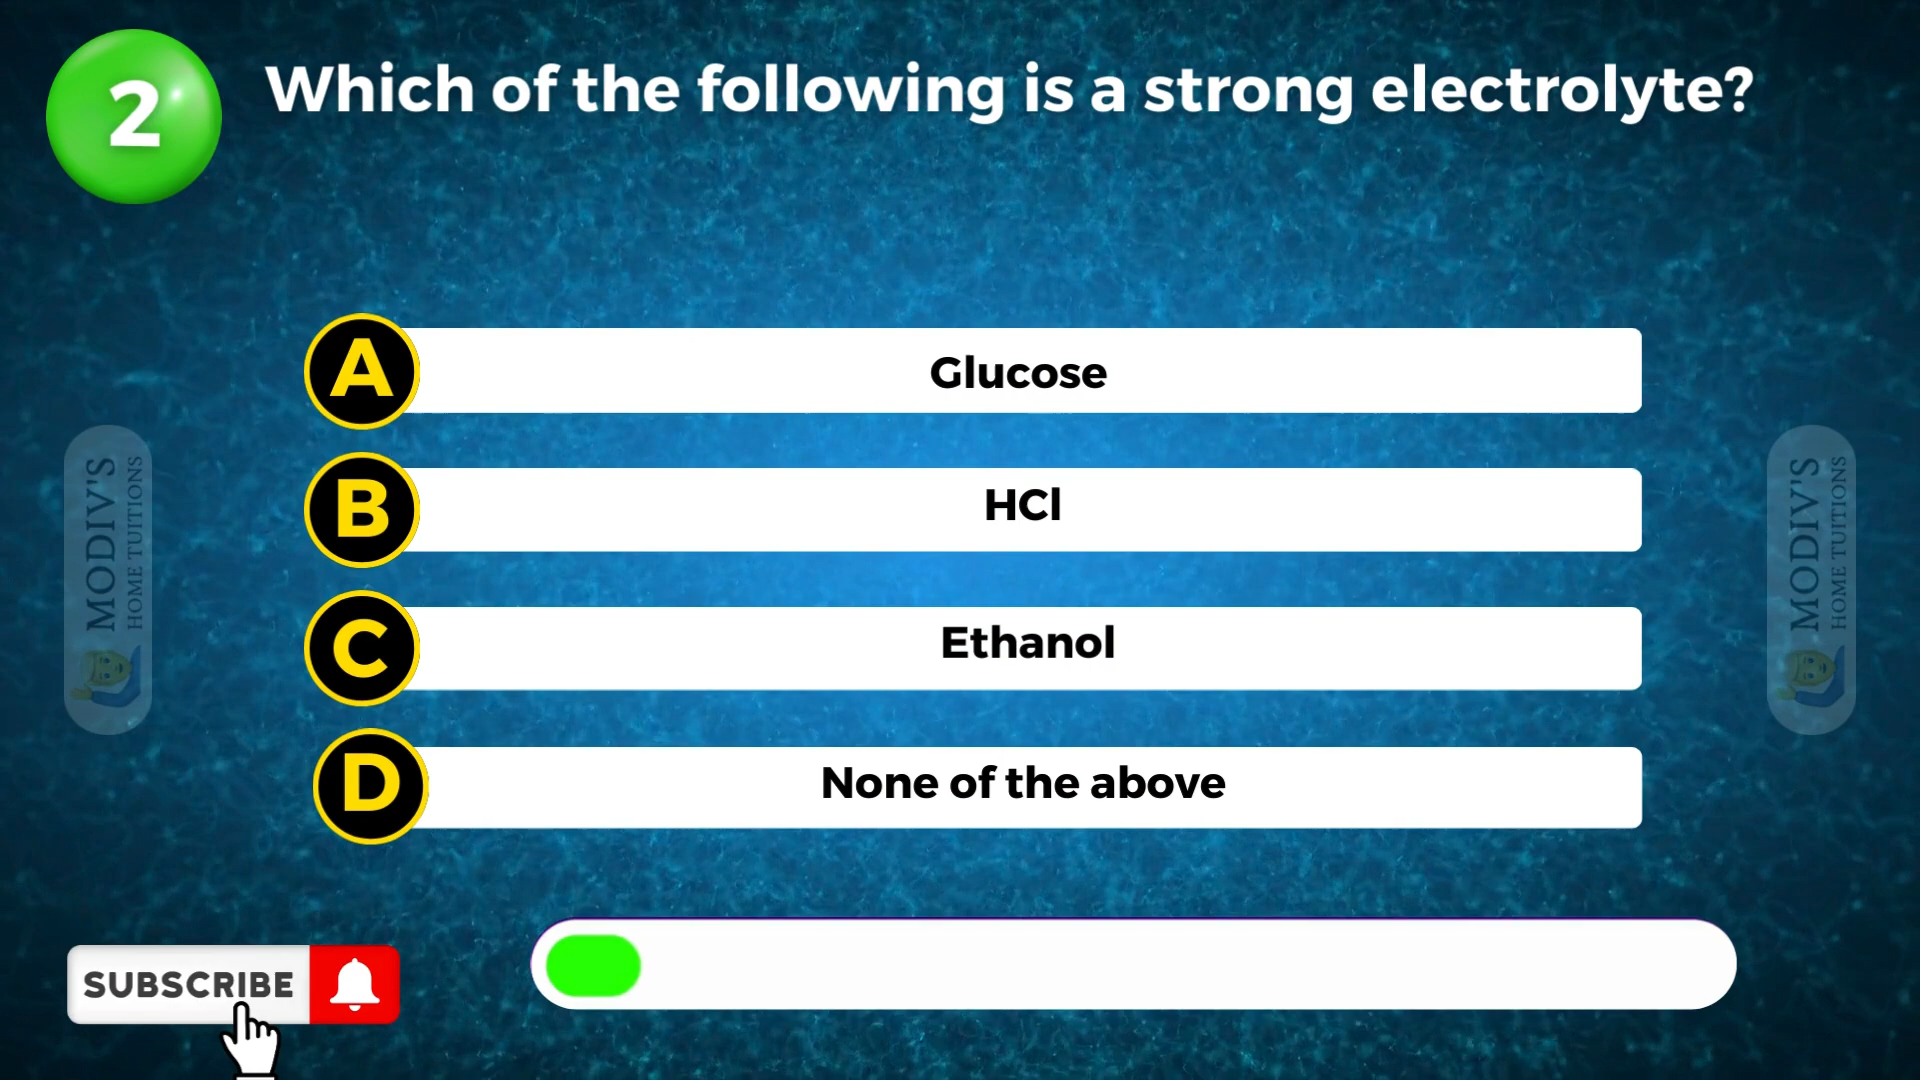 2
Which of the following is a strong electrolyte?
A
Glucose
B
HCl
C
Ethanol
D
None of the above
MODIV'S
HOME TUITIONS
MODIV'S
HOME TUITIONS
SUBSCRIBE